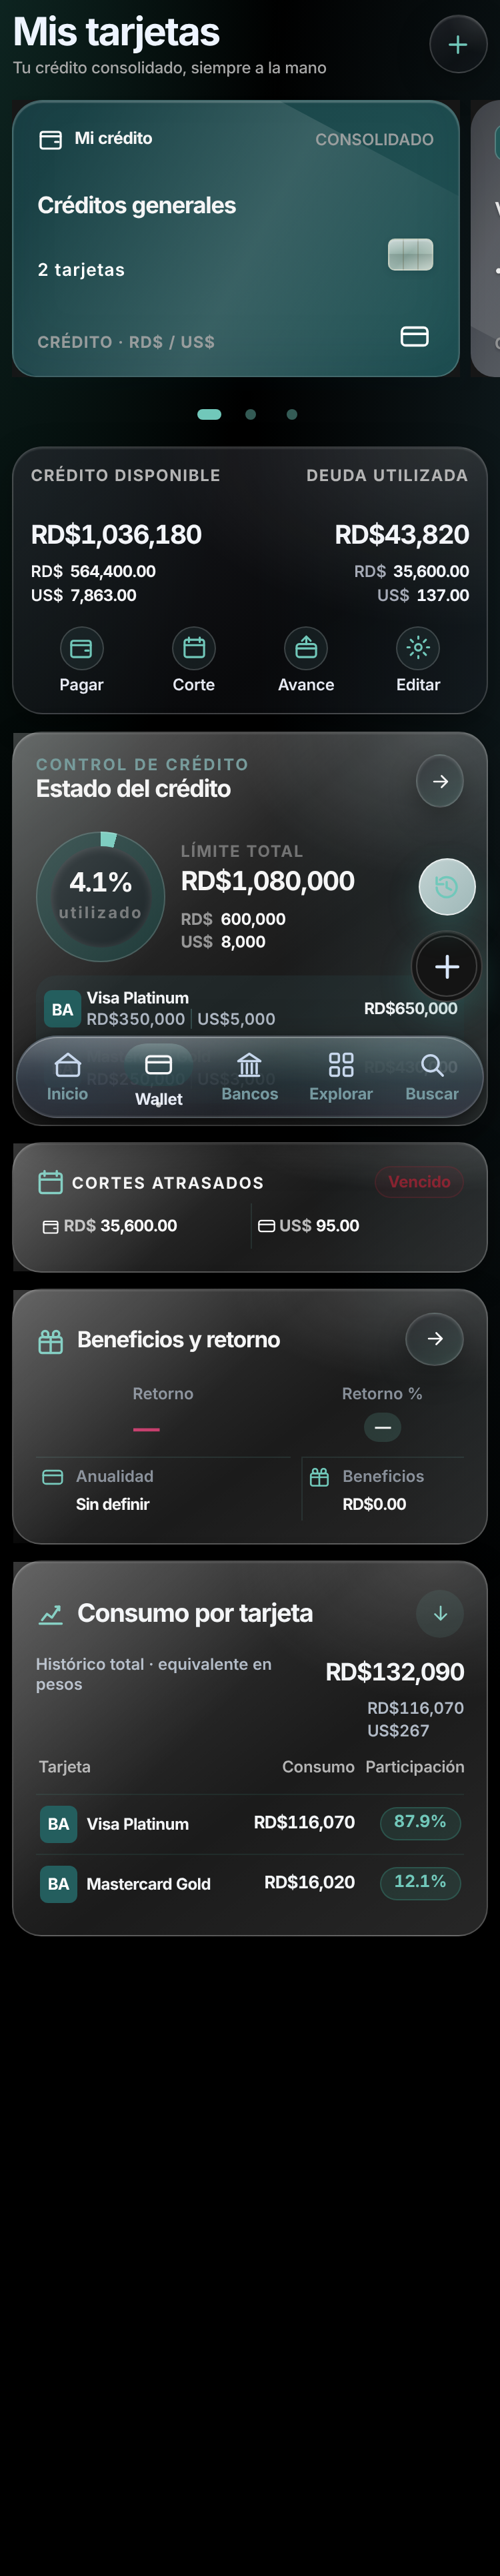 Mis tarjetas
Tu crédito consolidado, siempre a la mano
Mi crédito
CONSOLIDADO
Créditos generales
2 tarjetas
CRÉDITO · RD$ / US$
CRÉDITO DISPONIBLE
DEUDA UTILIZADA
RD$1,036,180
RD$43,820
RD$ 564,400.00
RD$ 35,600.00
US$ 7,863.00
US$ 137.00
Pagar
Corte
Avance
Editar
CONTROL DE CRÉDITO
Estado del crédito
4.1%
utilizado
LÍMITE TOTAL
RD$1,080,000
RD$ 600,000
US$ 8,000
BA
Visa Platinum
RD$350,000 | US$5,000
RD$650,000
RD$250,000 US$3,000
Inicio
Wallet
Bancos
Explorar
Buscar
CORTES ATRASADOS
Vencido
RD$ 35,600.00
US$ 95.00
Beneficios y retorno
Retorno
Retorno %
—
—
Anualidad
Beneficios
Sin definir
RD$0.00
Consumo por tarjeta
Histórico total · equivalente en
pesos
RD$132,090
RD$116,070
US$267
Tarjeta
Consumo
Participación
BA
Visa Platinum
RD$116,070
87.9%
BA
Mastercard Gold
RD$16,020
12.1%